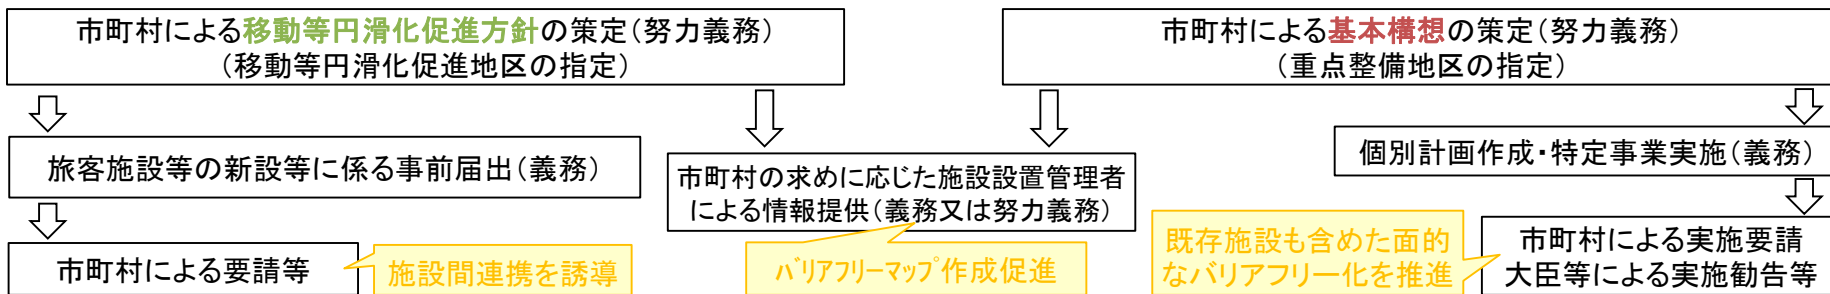 市町村による移動等円滑化促進方針の策定(努力義務)
(移動等円滑化促進地区の指定)
市町村による基本構想の策定(努力義務)
(重点整備地区の指定)
旅客施設等の新設等に係る事前届出(義務)
市町村の求めに応じた施設設置管理者
による情報提供(義務又は努力義務)
個別計画作成・特定事業実施(義務)
市町村による要請等
施設間連携を誘導
バリアフリーマップ作成促進
既存施設も含めた面的
なバリアフリー化を推進
市町村による実施要請
大臣等による実施勧告等